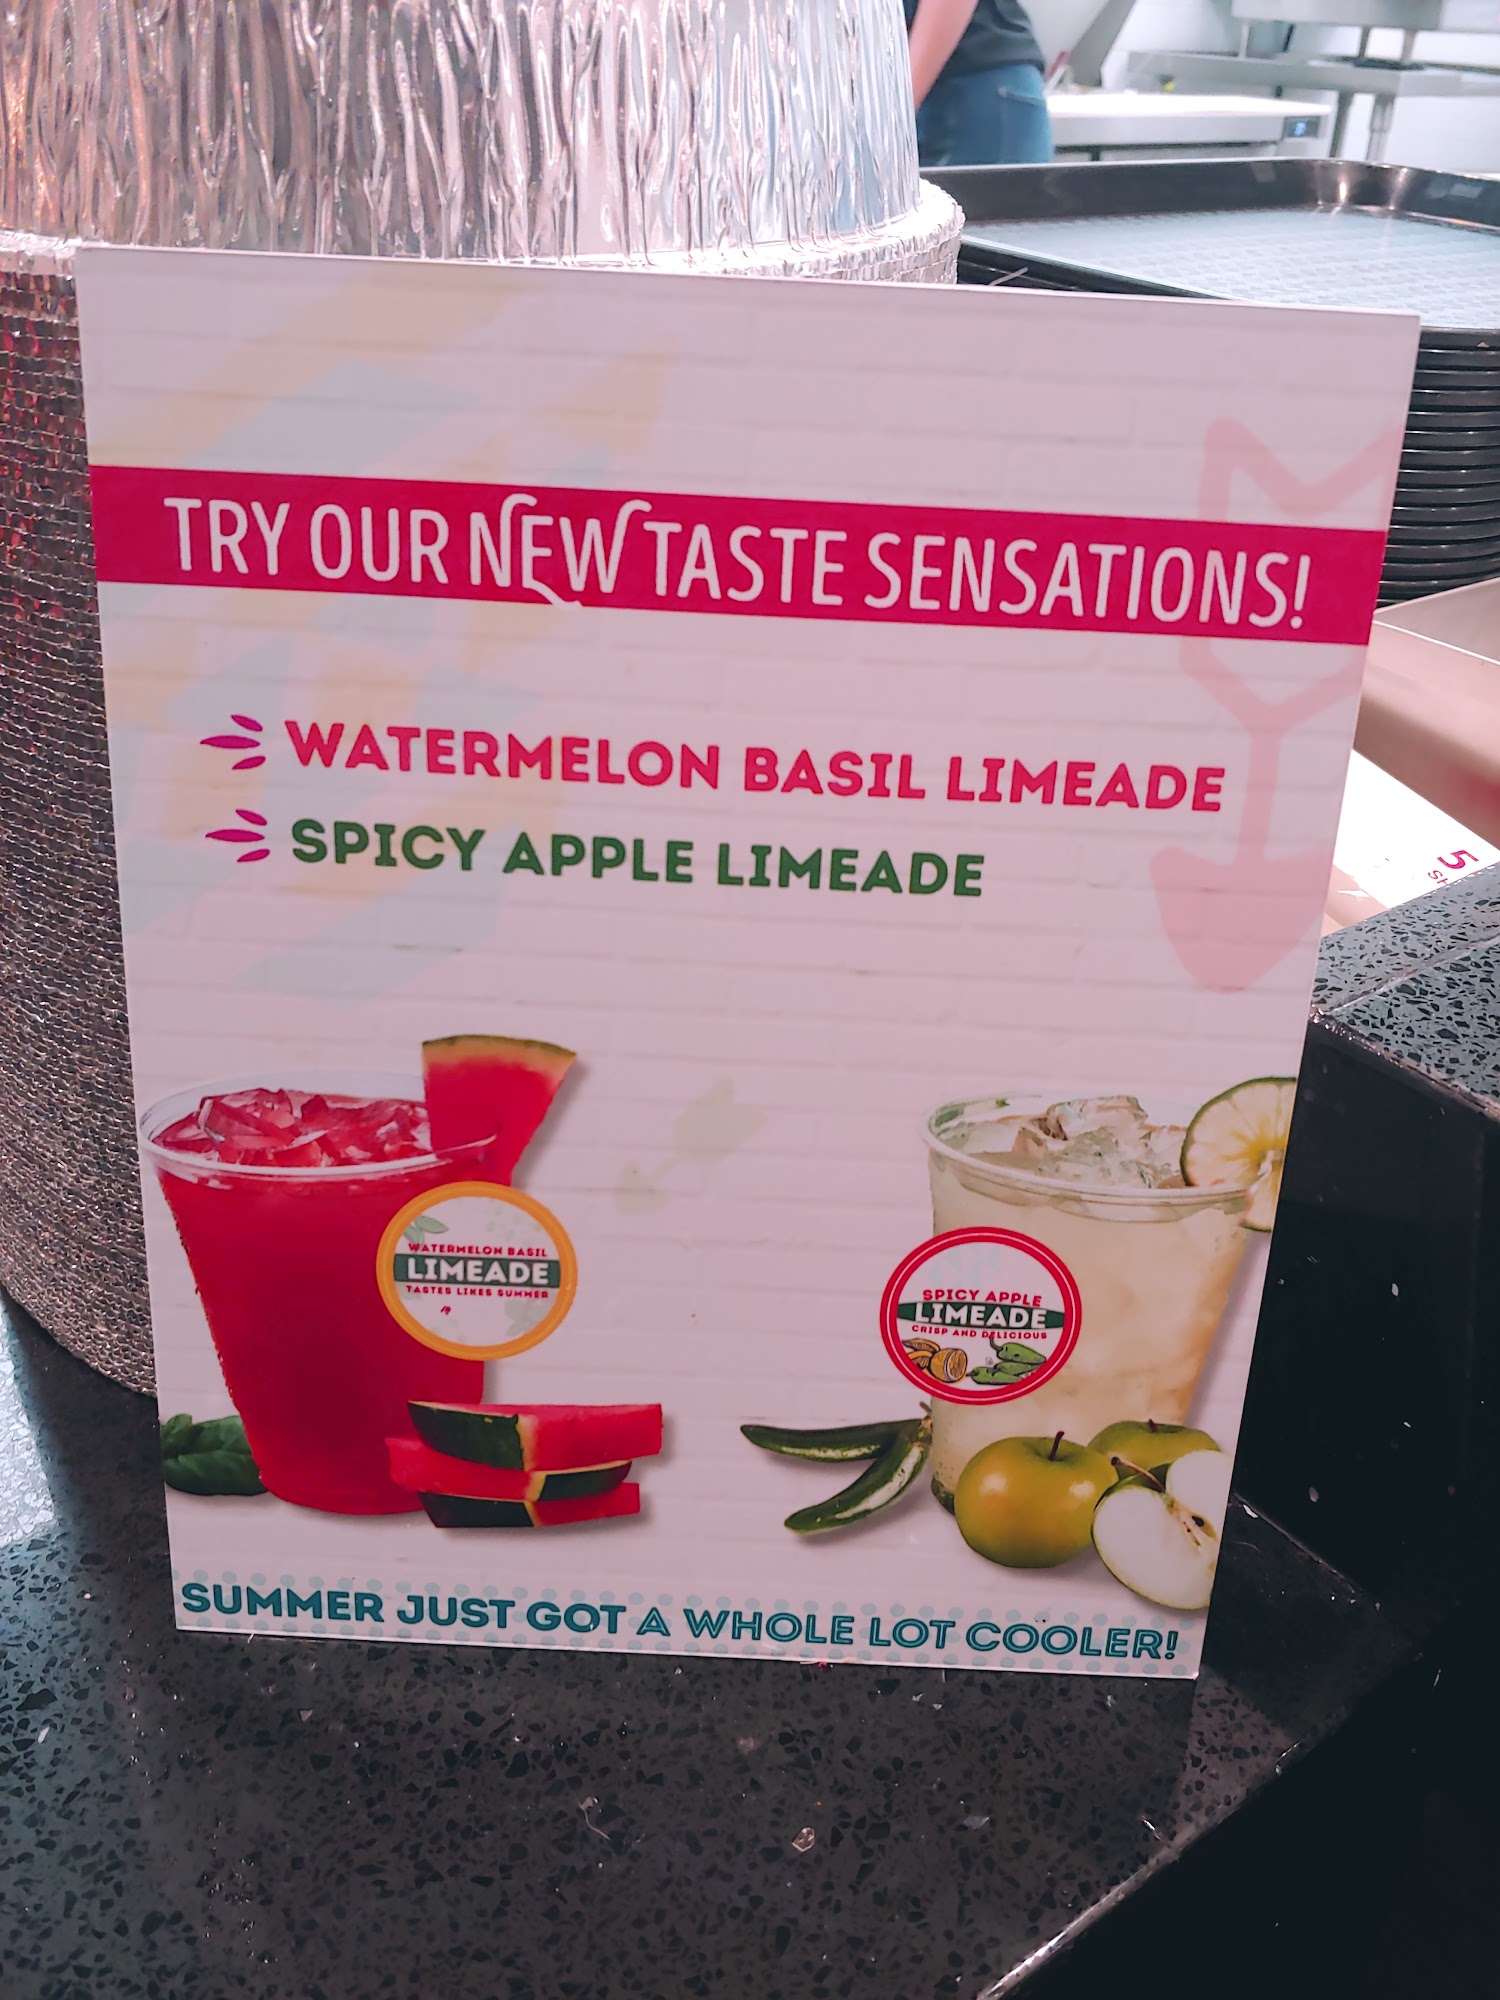 TRY OUR NEW TASTE SENSATIONS!
WATERMELON BASIL LIMEADE
SPICY APPLE LIMEADE
WATERMELON BASIL
LIMEADE
TASTES LIKES SUMMER
SPICY APPLE
LIMEADE
CRISP AND DELICIOUS
SUMMER JUST GOT A WHOLE LOT COOLER!
5